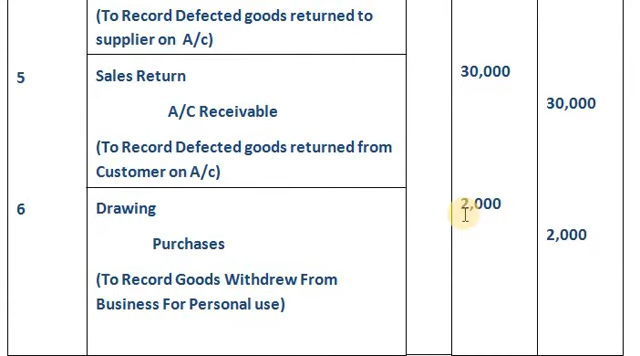 (To Record Defected goods returned to
supplier on A/c)
5 Sales Return 30,000
A/C Receivable 30,000
(To Record Defected goods returned from
Customer on A/c)
6 Drawing 2,000
Purchases 2,000
(To Record Goods Withdrew From
Business For Personal use)